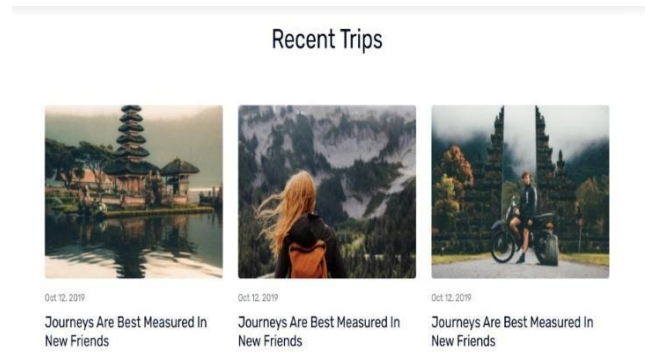 Recent Trips
Oct 12, 2019
Journeys Are Best Measured In
New Friends
Oct 12, 2019
Journeys Are Best Measured In
New Friends
Oct 12, 2019
Journeys Are Best Measured In
New Friends